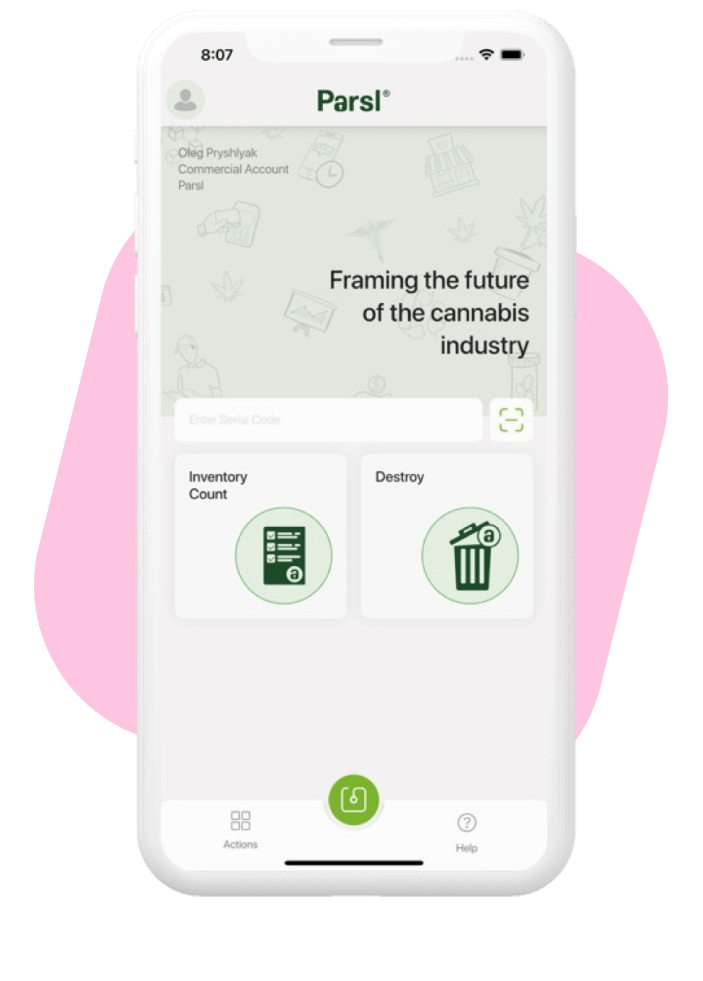 8:07
Parsl®
Oleg Pryshlyak
Commercial Account
Parsl
Framing the future
of the cannabis
industry
Enter Serial Code
Inventory
Count
Destroy
a
a
Actions
Help